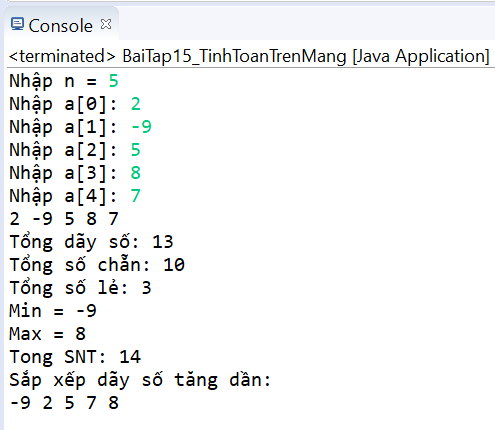 Console
<terminated> BaiTap15_TinhToanTrenMang [Java Application]
Nhập n = 5
Nhập a[0]: 2
Nhập a[1]: -9
Nhập a[2]: 5
Nhập a[3]: 8
Nhập a[4]: 7
2 -9 5 8 7
Tổng dãy số: 13
Tổng số chẵn: 10
Tổng số lẻ: 3
Min = -9
Max = 8
Tong SNT: 14
Sắp xếp dãy số tăng dần:
-9 2 5 7 8